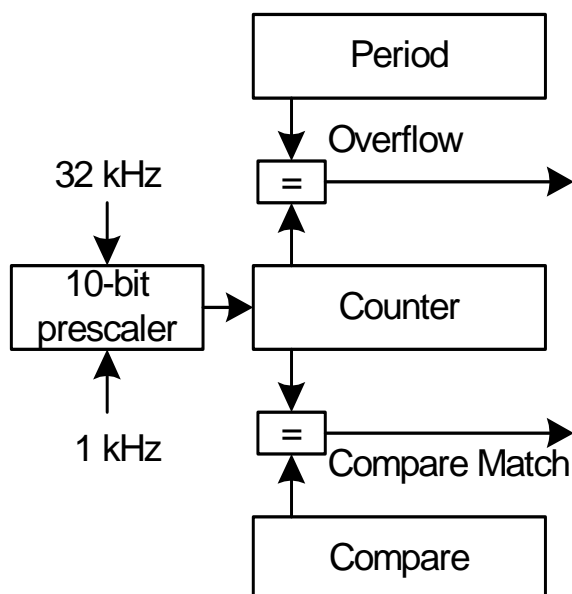 Period
Overflow
=
32 kHz
10-bit
prescaler
Counter
1 kHz
=
Compare Match
Compare